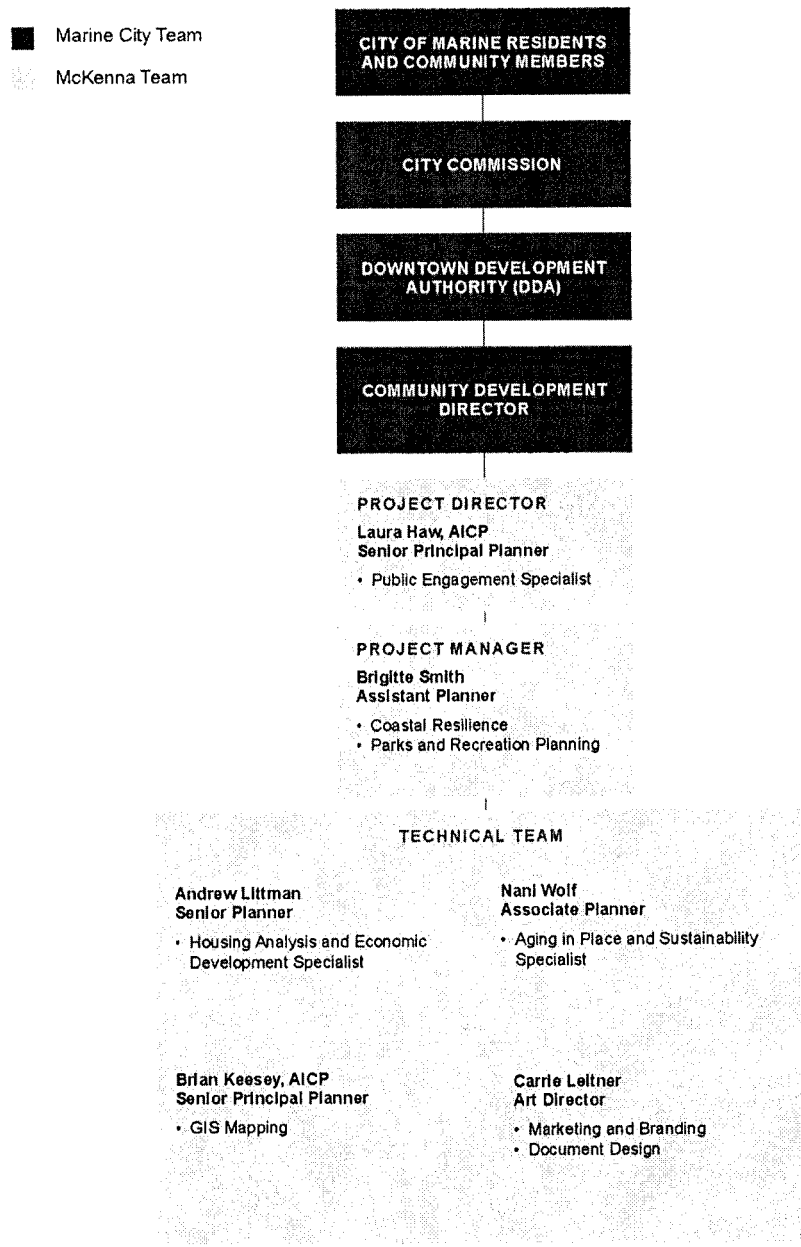 Marine City Team
McKenna Team
CITY OF MARINE RESIDENTS
AND COMMUNITY MEMBERS
CITY COMMISSION
DOWNTOWN DEVELOPMENT
AUTHORITY (DDA)
COMMUNITY DEVELOPMENT
DIRECTOR
PROJECT DIRECTOR
Laura Haw, AICP
Senior Principal Planner
• Public Engagement Specialist
PROJECT MANAGER
Brigitte Smith
Assistant Planner
• Coastal Resilience
• Parks and Recreation Planning
TECHNICAL TEAM
Andrew Littman
Senior Planner
• Housing Analysis and Economic
Development Specialist
Nani Wolf
Associate Planner
• Aging in Place and Sustainability
Specialist
Brian Keesey, AICP
Senior Principal Planner
• GIS Mapping
Carrie Leitner
Art Director
• Marketing and Branding
• Document Design